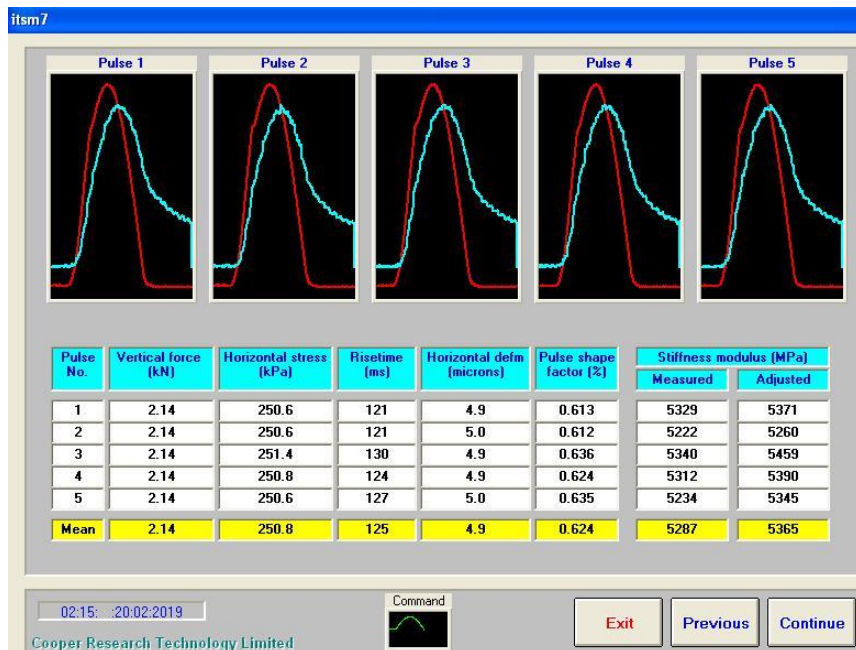 itsm7
Pulse 1 Pulse 2 Pulse 3 Pulse 4 Pulse 5
Pulse No. Vertical force (kN) Horizontal stress (kPa) Risetime (ms) Horizontal defm (microns) Pulse shape factor (%) Stiffness modulus (MPa)
Measured Adjusted
1 2.14 250.6 121 4.9 0.613 5329 5371
2 2.14 250.6 121 5.0 0.612 5222 5260
3 2.14 251.4 130 4.9 0.636 5340 5459
4 2.14 250.8 124 4.9 0.624 5312 5390
5 2.14 250.6 127 5.0 0.635 5234 5345
Mean 2.14 250.8 125 4.9 0.624 5287 5365
02:15: :20:02:2019
Command
Exit Previous Continue
Cooper Research Technology Limited